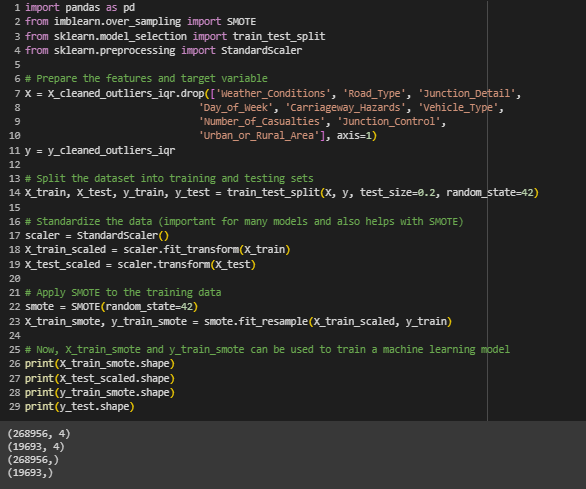 1 import pandas as pd
2 from imblearn.over_sampling import SMOTE
3 from sklearn.model_selection import train_test_split
4 from sklearn.preprocessing import StandardScaler
5
6 # Prepare the features and target variable
7 X = X_cleaned_outliers_iqr.drop(['Weather_Conditions', 'Road_Type', 'Junction_Detail',
8 'Day_of_Week', 'Carriageway_Hazards', 'Vehicle_Type',
9 'Number_of_Casualties', 'Junction_Control',
10 'Urban_or_Rural_Area'], axis=1)
11 y = y_cleaned_outliers_iqr
12
13 # Split the dataset into training and testing sets
14 X_train, X_test, y_train, y_test = train_test_split(X, y, test_size=0.2, random_state=42)
15
16 # Standardize the data (important for many models and also helps with SMOTE)
17 scaler = StandardScaler()
18 X_train_scaled = scaler.fit_transform(X_train)
19 X_test_scaled = scaler.transform(X_test)
20
21 # Apply SMOTE to the training data
22 smote = SMOTE(random_state=42)
23 X_train_smote, y_train_smote = smote.fit_resample(X_train_scaled, y_train)
24
25 # Now, X_train_smote and y_train_smote can be used to train a machine learning model
26 print(X_train_smote.shape)
27 print(X_test_scaled.shape)
28 print(y_train_smote.shape)
29 print(y_test.shape)
(268956, 4)
(19693, 4)
(268956,)
(19693,)